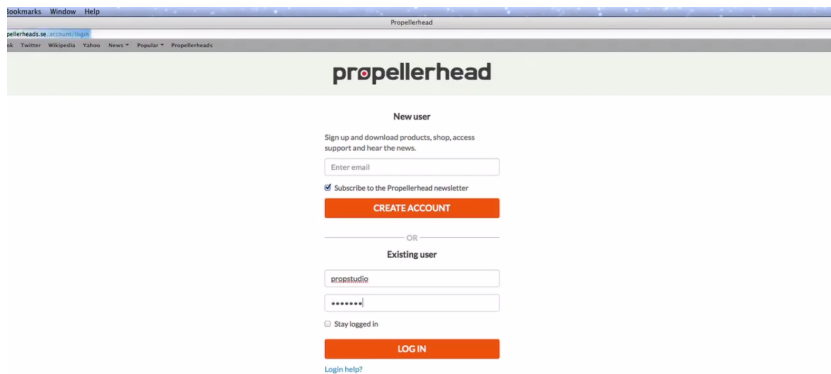 Bookmarks Window Help
Propellerhead
pellerheads.se/account/login
Twitter Wikipedia Yahoo News Popular Propellerheads
propellerhead
New user
Sign up and download products, shop, access
support and hear the news.
Enter email
Subscribe to the Propellerhead newsletter
CREATE ACCOUNT
OR
Existing user
propstudio
•••••••
Stay logged in
LOG IN
Login help?